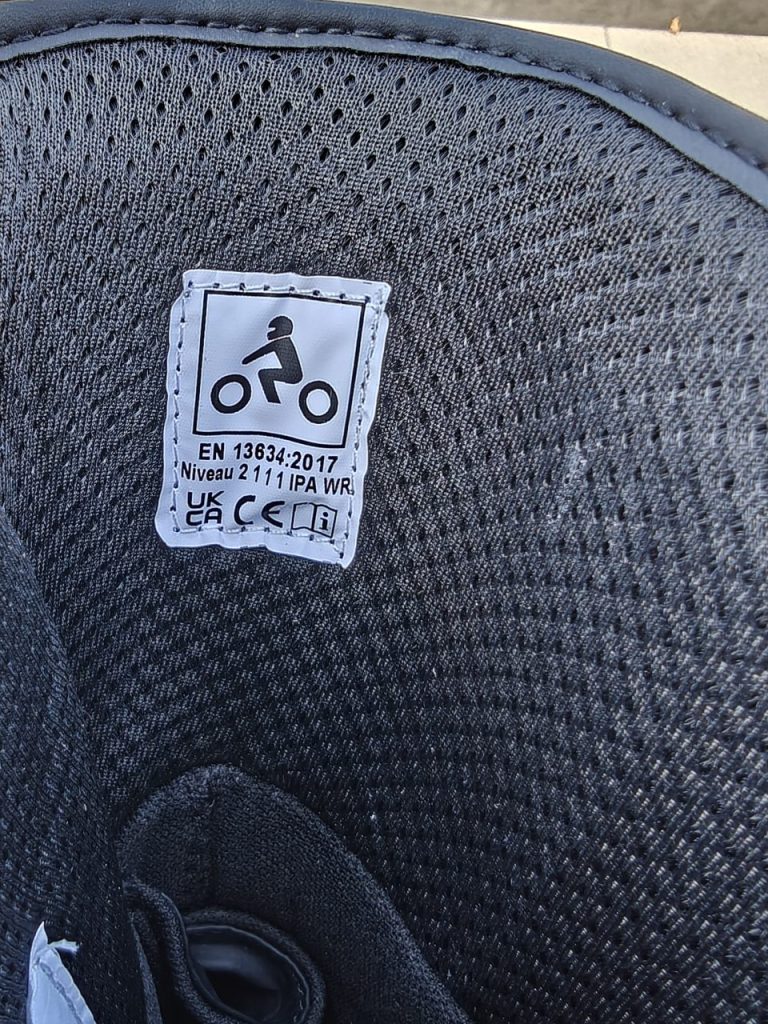 EN 13634:2017
Niveau 2 1 1 1 IPA WR
UK
CA CE i